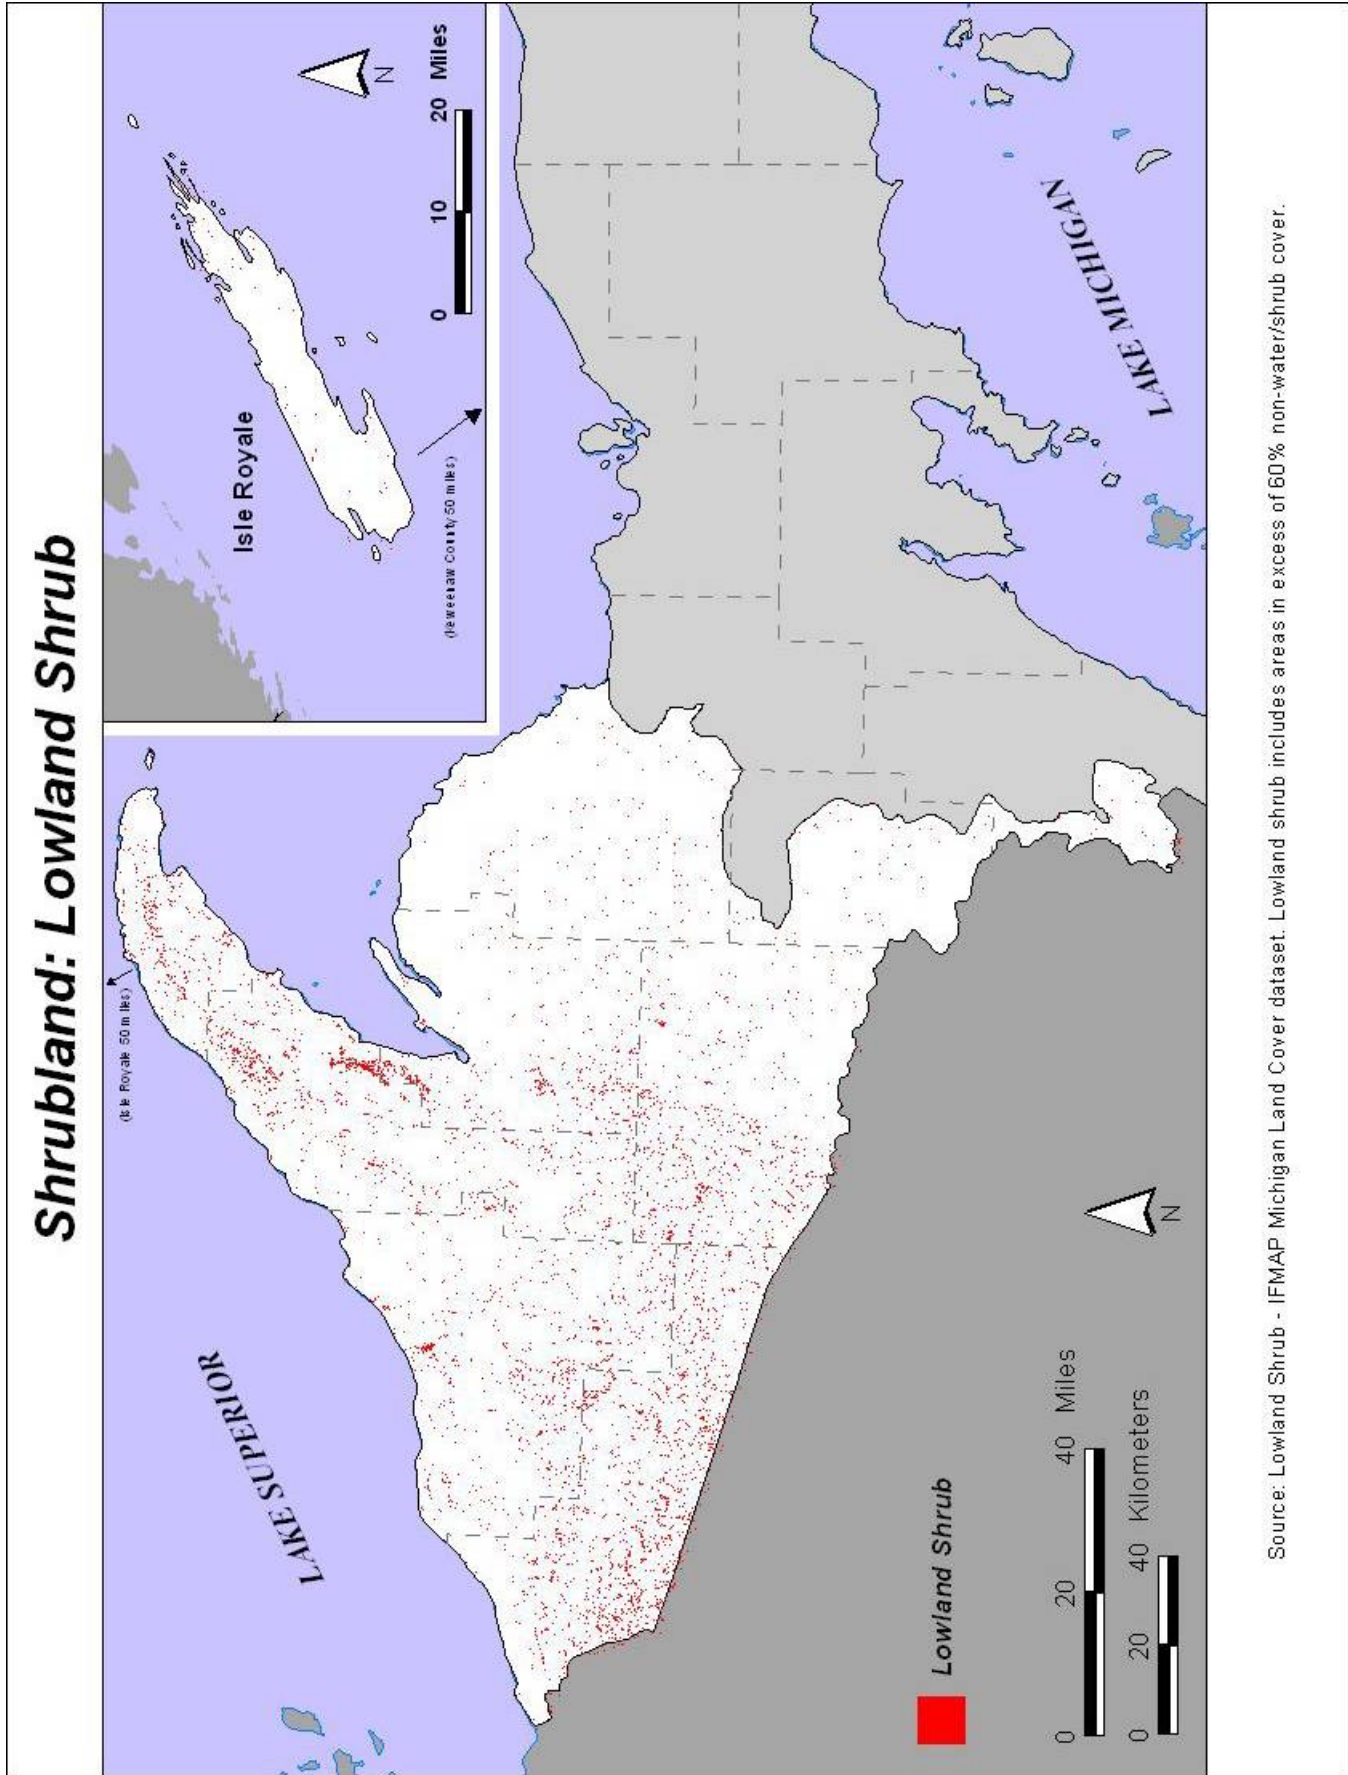 Shrubland: Lowland Shrub
Isle Royale
(Keweenaw County 50 miles)
0 10 20 Miles
N
(Isle Royale 50 miles)
LAKE SUPERIOR
LAKE MICHIGAN
Lowland Shrub
0 20 40 Miles
0 20 40 Kilometers
N
Source: Lowland Shrub - IFMAP Michigan Land Cover dataset. Lowland shrub includes areas in excess of 60% non-water/shrub cover.